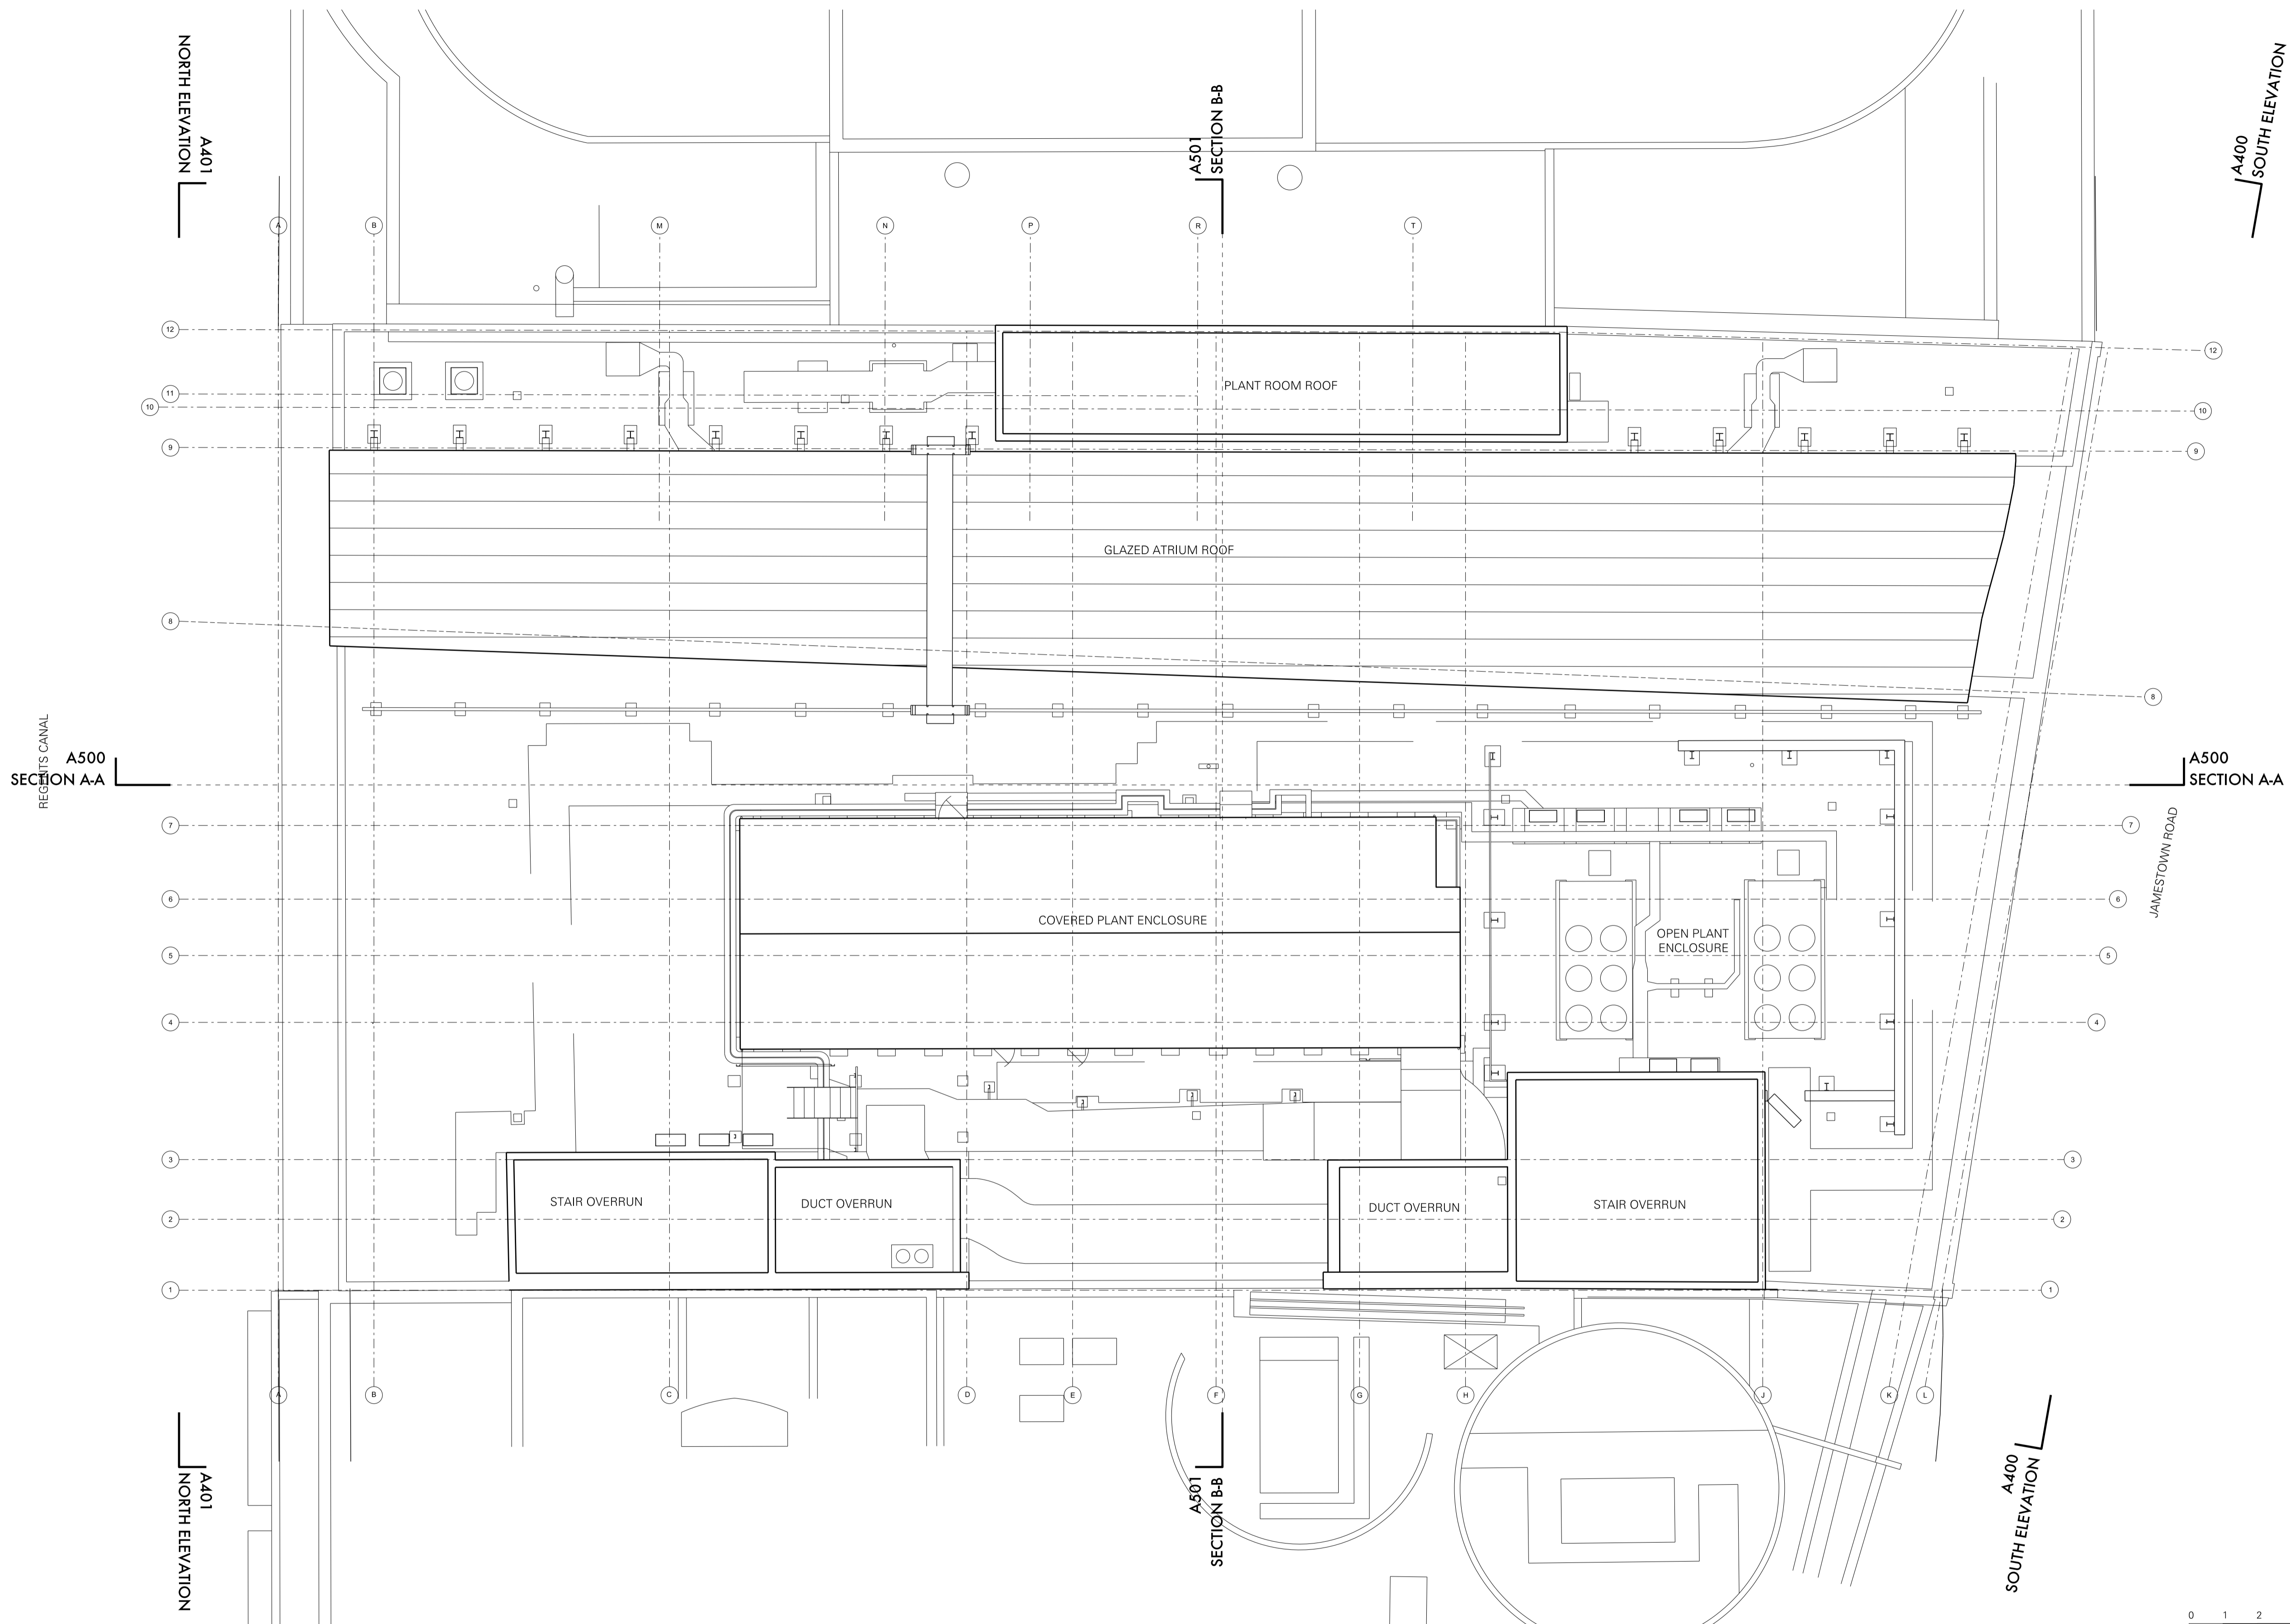 NORTH ELEVATION
A401
A501
SECTION B-B
A400
SOUTH ELEVATION
A
B
M
N
P
R
T
12
12
PLANT ROOM ROOF
11
10
10
9
9
GLAZED ATRIUM ROOF
8
8
REGENTS CANAL
A500
SECTION A-A
A500
SECTION A-A
JAMESTOWN ROAD
7
7
6
6
COVERED PLANT ENCLOSURE
OPEN PLANT
ENCLOSURE
5
5
4
4
3
3
STAIR OVERRUN
DUCT OVERRUN
DUCT OVERRUN
STAIR OVERRUN
2
2
1
1
A
B
C
D
E
F
G
H
J
K
L
A401
NORTH ELEVATION
A501
SECTION B-B
A400
SOUTH ELEVATION
0 1 2